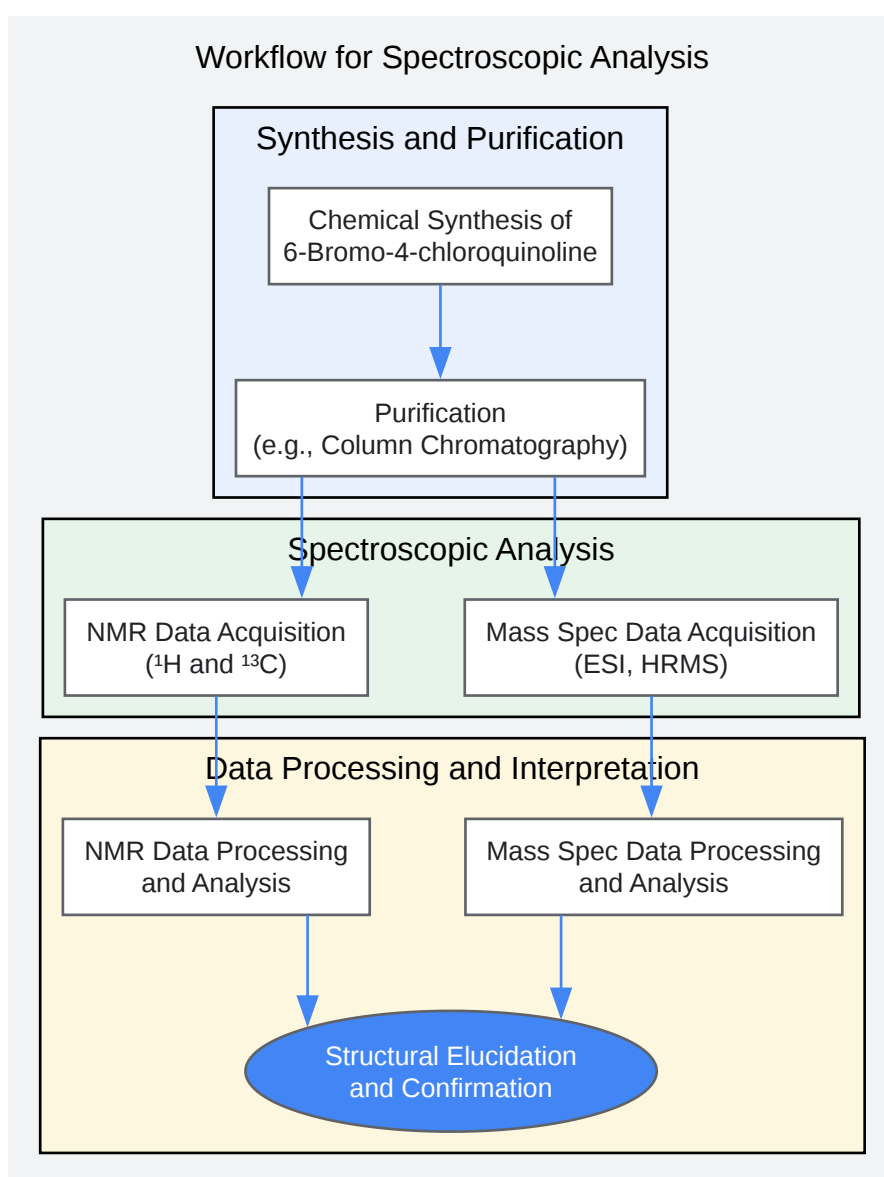 Workflow for Spectroscopic Analysis
Synthesis and Purification
Chemical Synthesis of
6-Bromo-4-chloroquinoline
Purification
(e.g., Column Chromatography)
Spectroscopic Analysis
NMR Data Acquisition
(¹H and ¹³C)
Mass Spec Data Acquisition
(ESI, HRMS)
Data Processing and Interpretation
NMR Data Processing
and Analysis
Mass Spec Data Processing
and Analysis
Structural Elucidation
and Confirmation